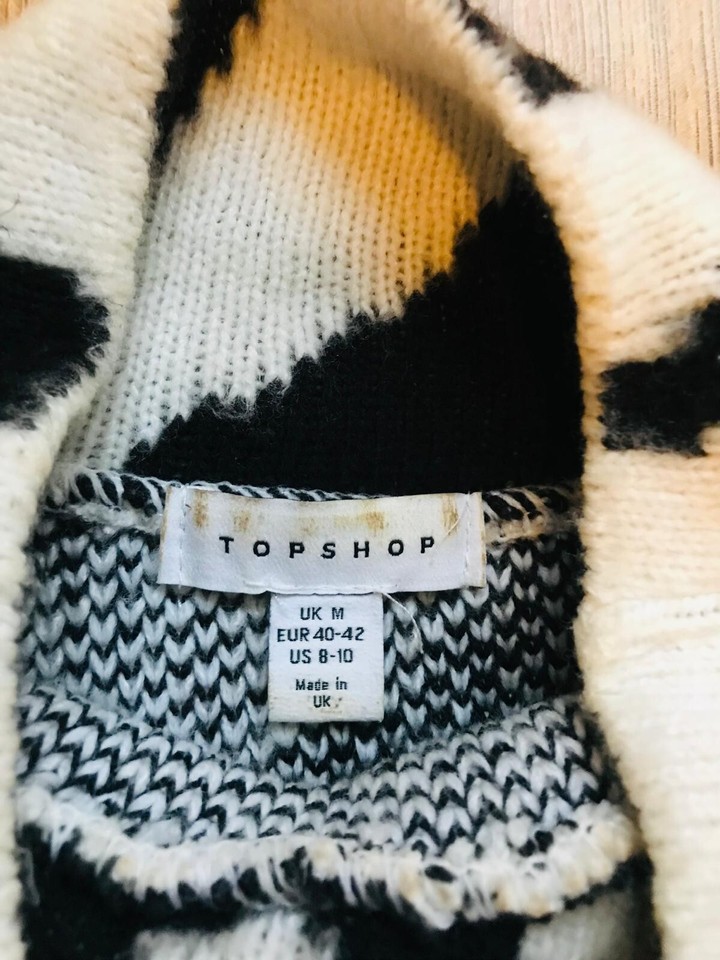 TOPSHOP
UK M
EUR 40-42
US 8-10
Made in
UK